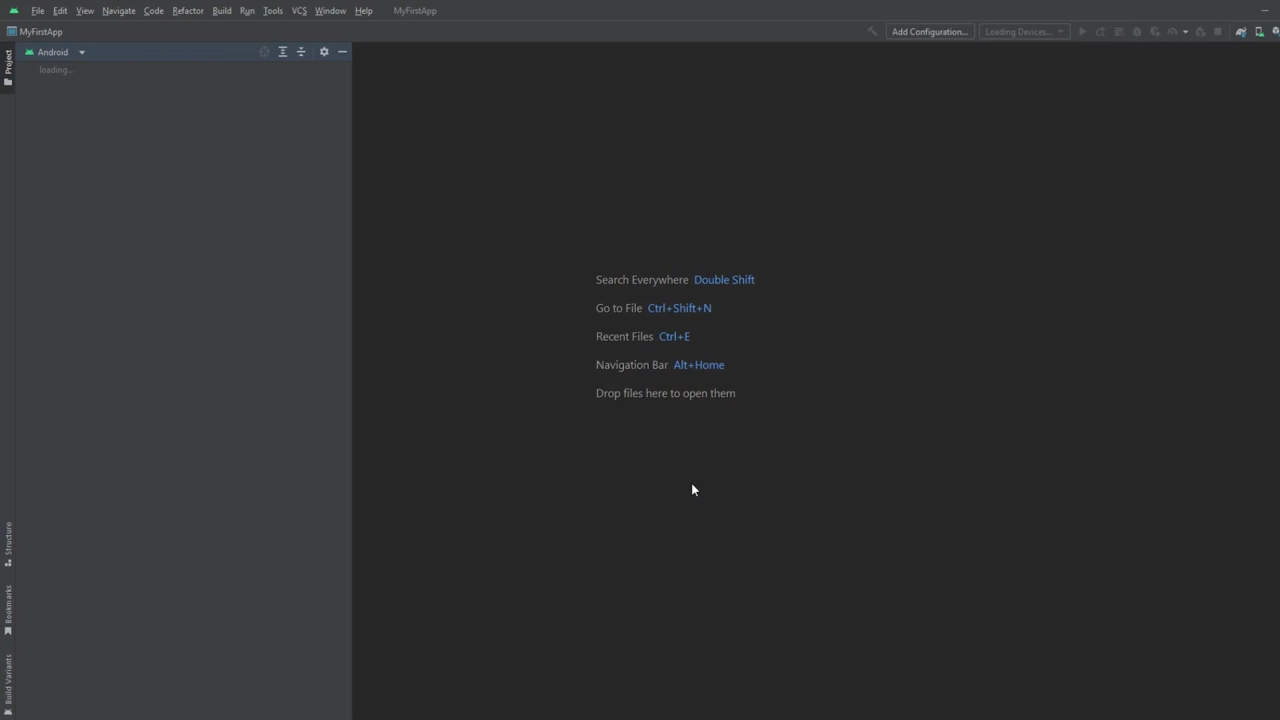 File Edit View Navigate Code Refactor Build Run Tools VCS Window Help MyFirstApp
MyFirstApp Add Configuration... Loading Devices...
Project
Android
loading...
Search Everywhere Double Shift
Go to File Ctrl+Shift+N
Recent Files Ctrl+E
Navigation Bar Alt+Home
Drop files here to open them
Structure
Bookmarks
Build Variants